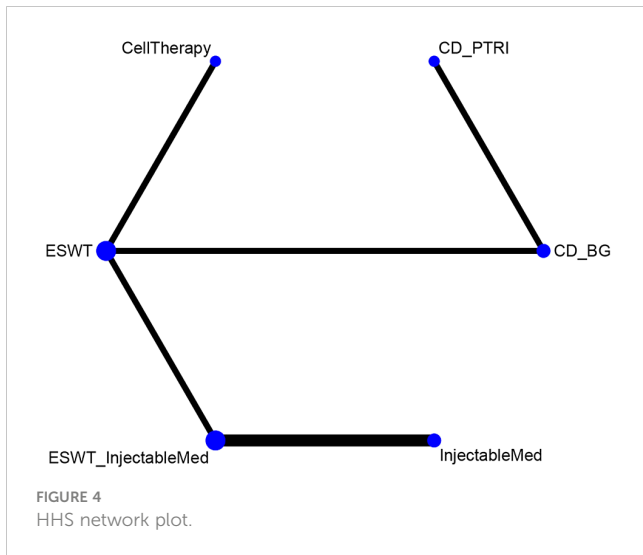 CellTherapy
CD_PTRI
ESWT
CD_BG
ESWT_InjectableMed
InjectableMed
FIGURE 4
HHS network plot.